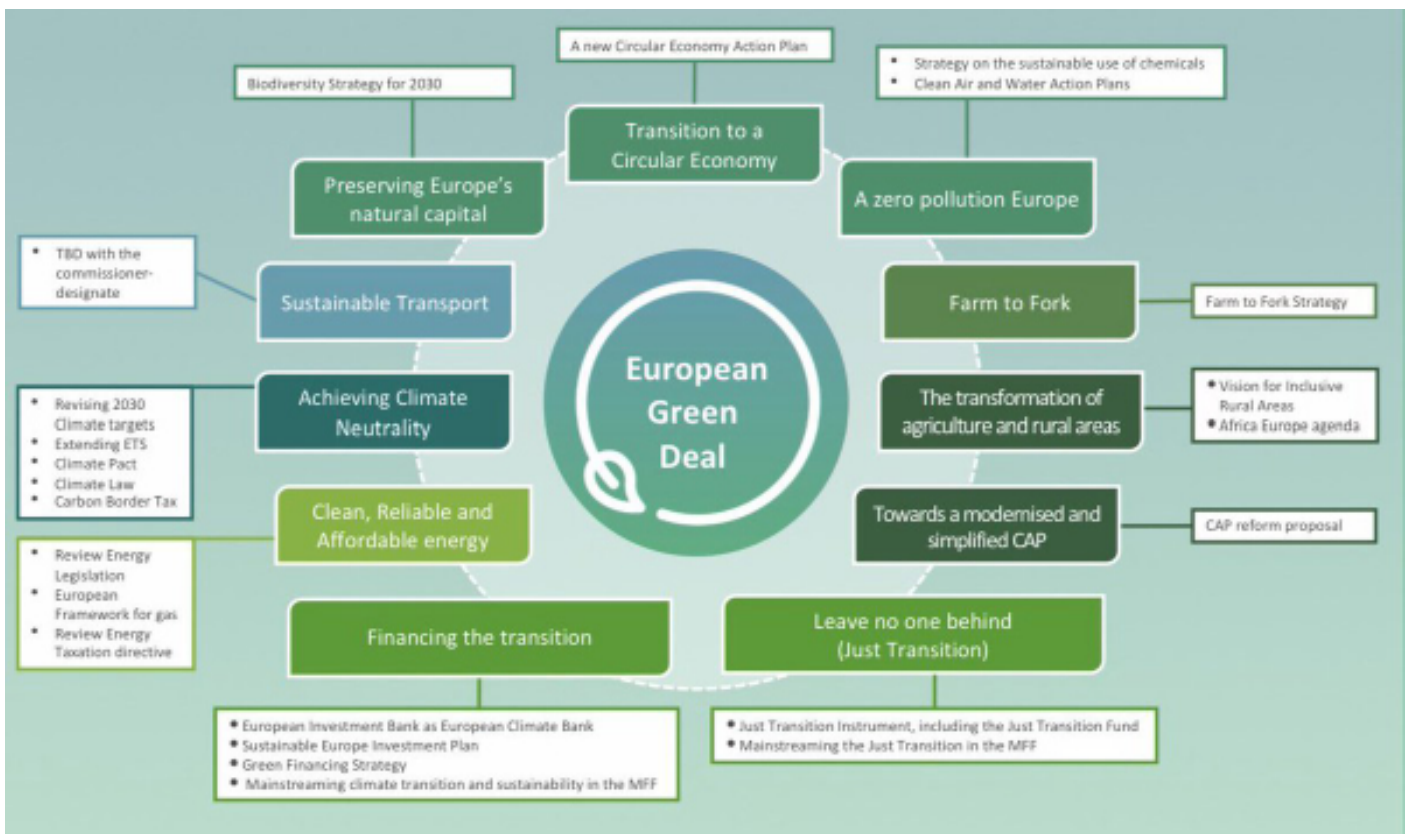 A new Circular Economy Action Plan
Transition to a
Circular Economy
• Strategy on the sustainable use of chemicals
• Clean Air and Water Action Plans
A zero pollution Europe
Farm to Fork
Farm to Fork Strategy
The transformation of
agriculture and rural areas
• Vision for Inclusive
Rural Areas
• Africa Europe agenda
Towards a modernised and
simplified CAP
CAP reform proposal
Leave no one behind
(Just Transition)
• Just Transition Instrument, including the Just Transition Fund
• Mainstreaming the Just Transition in the MFF
Financing the transition
• European Investment Bank as European Climate Bank
• Sustainable Europe Investment Plan
• Green Financing Strategy
• Mainstreaming climate transition and sustainability in the MFF
Clean, Reliable and
Affordable energy
• Review Energy
Legislation
• European
Framework for gas
• Review Energy
Taxation directive
Achieving Climate
Neutrality
• Revising 2030
Climate targets
• Extending ETS
• Climate Pact
• Climate Law
• Carbon Border Tax
Sustainable Transport
• TBD with the
commissioner-
designate
Preserving Europe's
natural capital
Biodiversity Strategy for 2030
European
Green
Deal